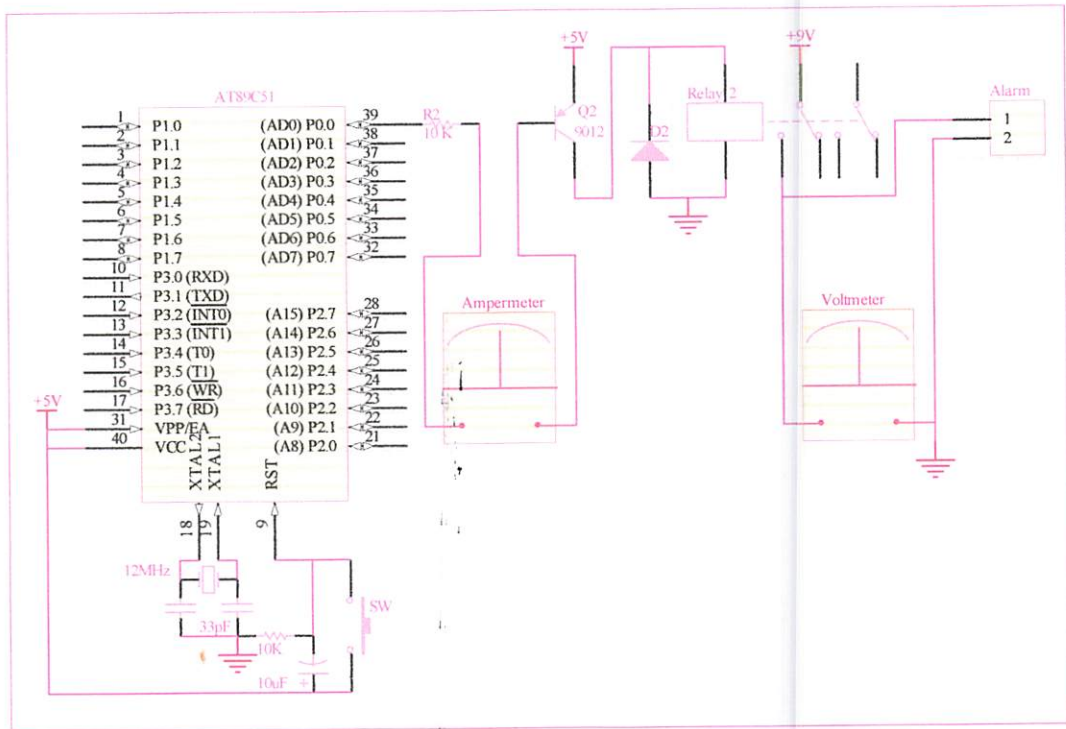 +5V
+9V
AT89C51
Relay 2
Alarm
1 P1.0 (AD0) P0.0 39
2 P1.1 (AD1) P0.1 38
3 P1.2 (AD2) P0.2 37
4 P1.3 (AD3) P0.3 36
5 P1.4 (AD4) P0.4 35
6 P1.5 (AD5) P0.5 34
7 P1.6 (AD6) P0.6 33
8 P1.7 (AD7) P0.7 32
10 P3.0 (RXD)
11 P3.1 (TXD)
12 P3.2 (INT0) (A15) P2.7 28
13 P3.3 (INT1) (A14) P2.6 27
14 P3.4 (T0) (A13) P2.5 26
15 P3.5 (T1) (A12) P2.4 25
16 P3.6 (WR) (A11) P2.3 24
17 P3.7 (RD) (A10) P2.2 23
31 VPP/EA (A9) P2.1 22
40 VCC (A8) P2.0 21
XTAL2
XTAL1
RST
18
19
9
R2
10 K
Q2
9012
D2
1
2
Ampermeter
Voltmeter
+5V
12MHz
33pF
10K
10uF
+
SW